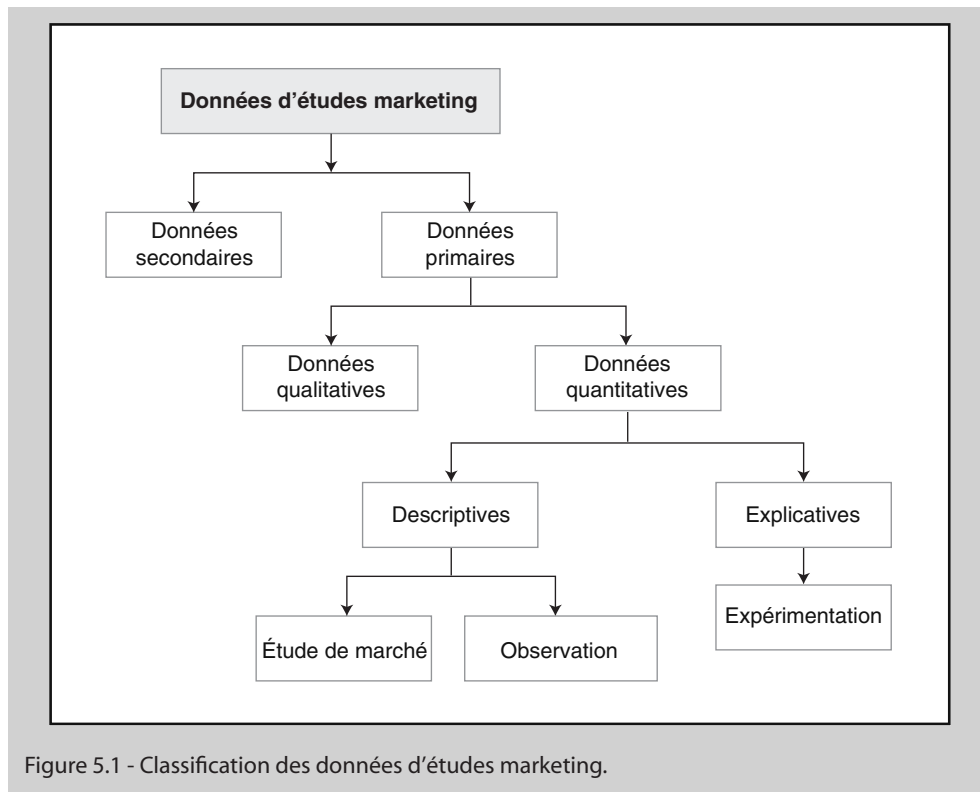 Données d'études marketing
Données
secondaires
Données
primaires
Données
qualitatives
Données
quantitatives
Descriptives
Explicatives
Étude de marché
Observation
Expérimentation
Figure 5.1 - Classification des données d'études marketing.